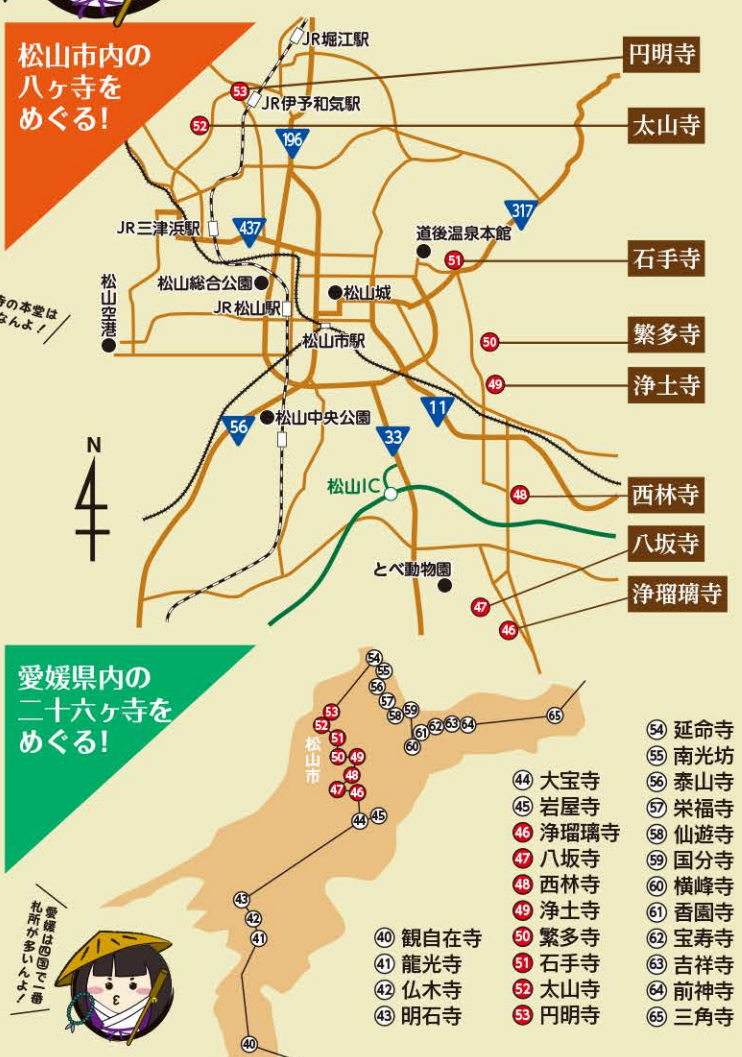 松山市内の
八ヶ寺を
めぐる!
JR堀江駅
円明寺
53
JR伊予和気駅
52
太山寺
196
JR三津浜駅
437
317
道後温泉本館
51
石手寺
松山総合公園
松山城
松山空港
JR松山駅
寺の本堂は
なんよ!
松山市駅
50
繁多寺
49
浄土寺
56
松山中央公園
11
33
N
松山IC
48
西林寺
八坂寺
とべ動物園
47
浄瑠璃寺
46
愛媛県内の
二十六ヶ寺を
めぐる!
54
55
56
57
58
59
60
61
62
63
64
65
53
52
51
松山市
50
49
48
47
46
44
45
43
42
41
40
愛媛は四国で一番
札所が多いんよ!
40 観自在寺
41 龍光寺
42 仏木寺
43 明石寺
44 大宝寺
45 岩屋寺
46 浄瑠璃寺
47 八坂寺
48 西林寺
49 浄土寺
50 繁多寺
51 石手寺
52 太山寺
53 円明寺
54 延命寺
55 南光坊
56 泰山寺
57 栄福寺
58 仙遊寺
59 国分寺
60 横峰寺
61 香園寺
62 宝寿寺
63 吉祥寺
64 前神寺
65 三角寺